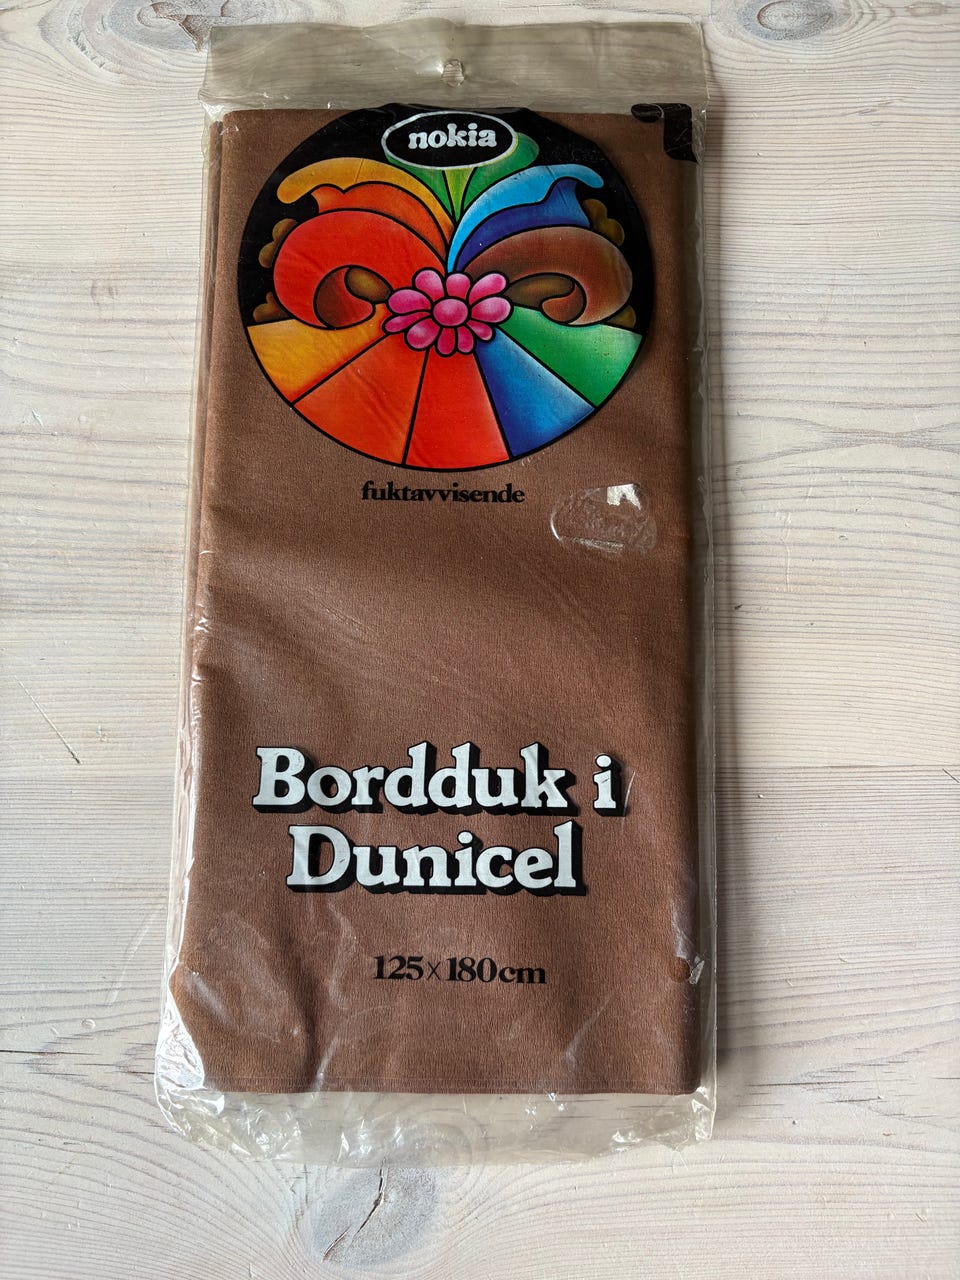 nokia
fuktavvisende
Bordduk i
Dunicel
125×180cm